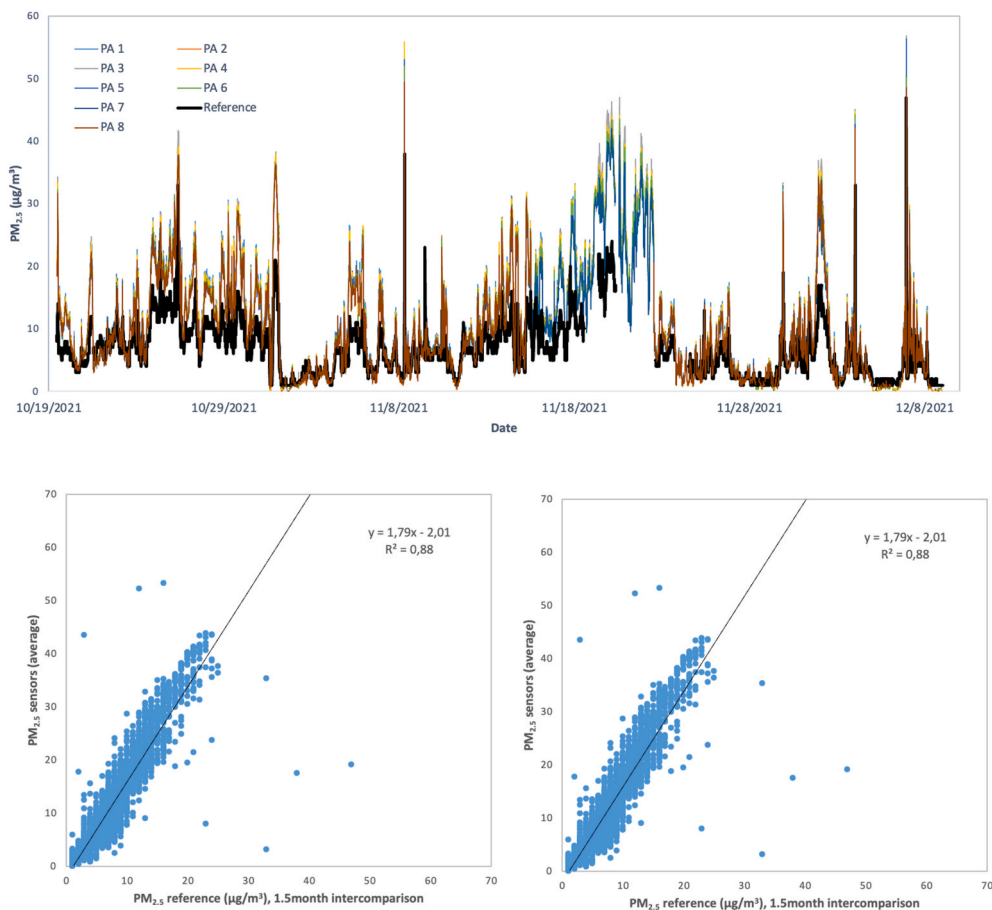 60
50
40
30
20
10
0
PM2.5 (µg/m³)
PA 1 PA 2
PA 3 PA 4
PA 5 PA 6
PA 7 Reference
PA 8
10/19/2021 10/29/2021 11/8/2021 11/18/2021 11/28/2021 12/8/2021
Date
70
60
50
40
30
20
10
0
PM2.5 sensors (average)
y = 1,79x - 2,01
R² = 0,88
0 10 20 30 40 50 60 70
PM2.5 reference (µg/m³), 1.5month intercomparison
70
60
50
40
30
20
10
0
PM2.5 sensors (average)
y = 1,79x - 2,01
R² = 0,88
0 10 20 30 40 50 60 70
PM2.5 reference (µg/m³), 1.5month intercomparison